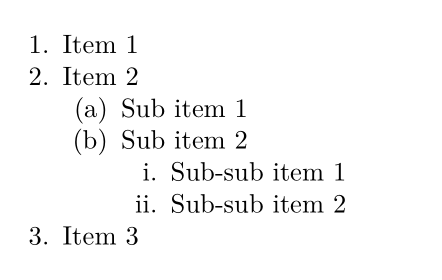 1. Item 1
2. Item 2
(a) Sub item 1
(b) Sub item 2
i. Sub-sub item 1
ii. Sub-sub item 2
3. Item 3